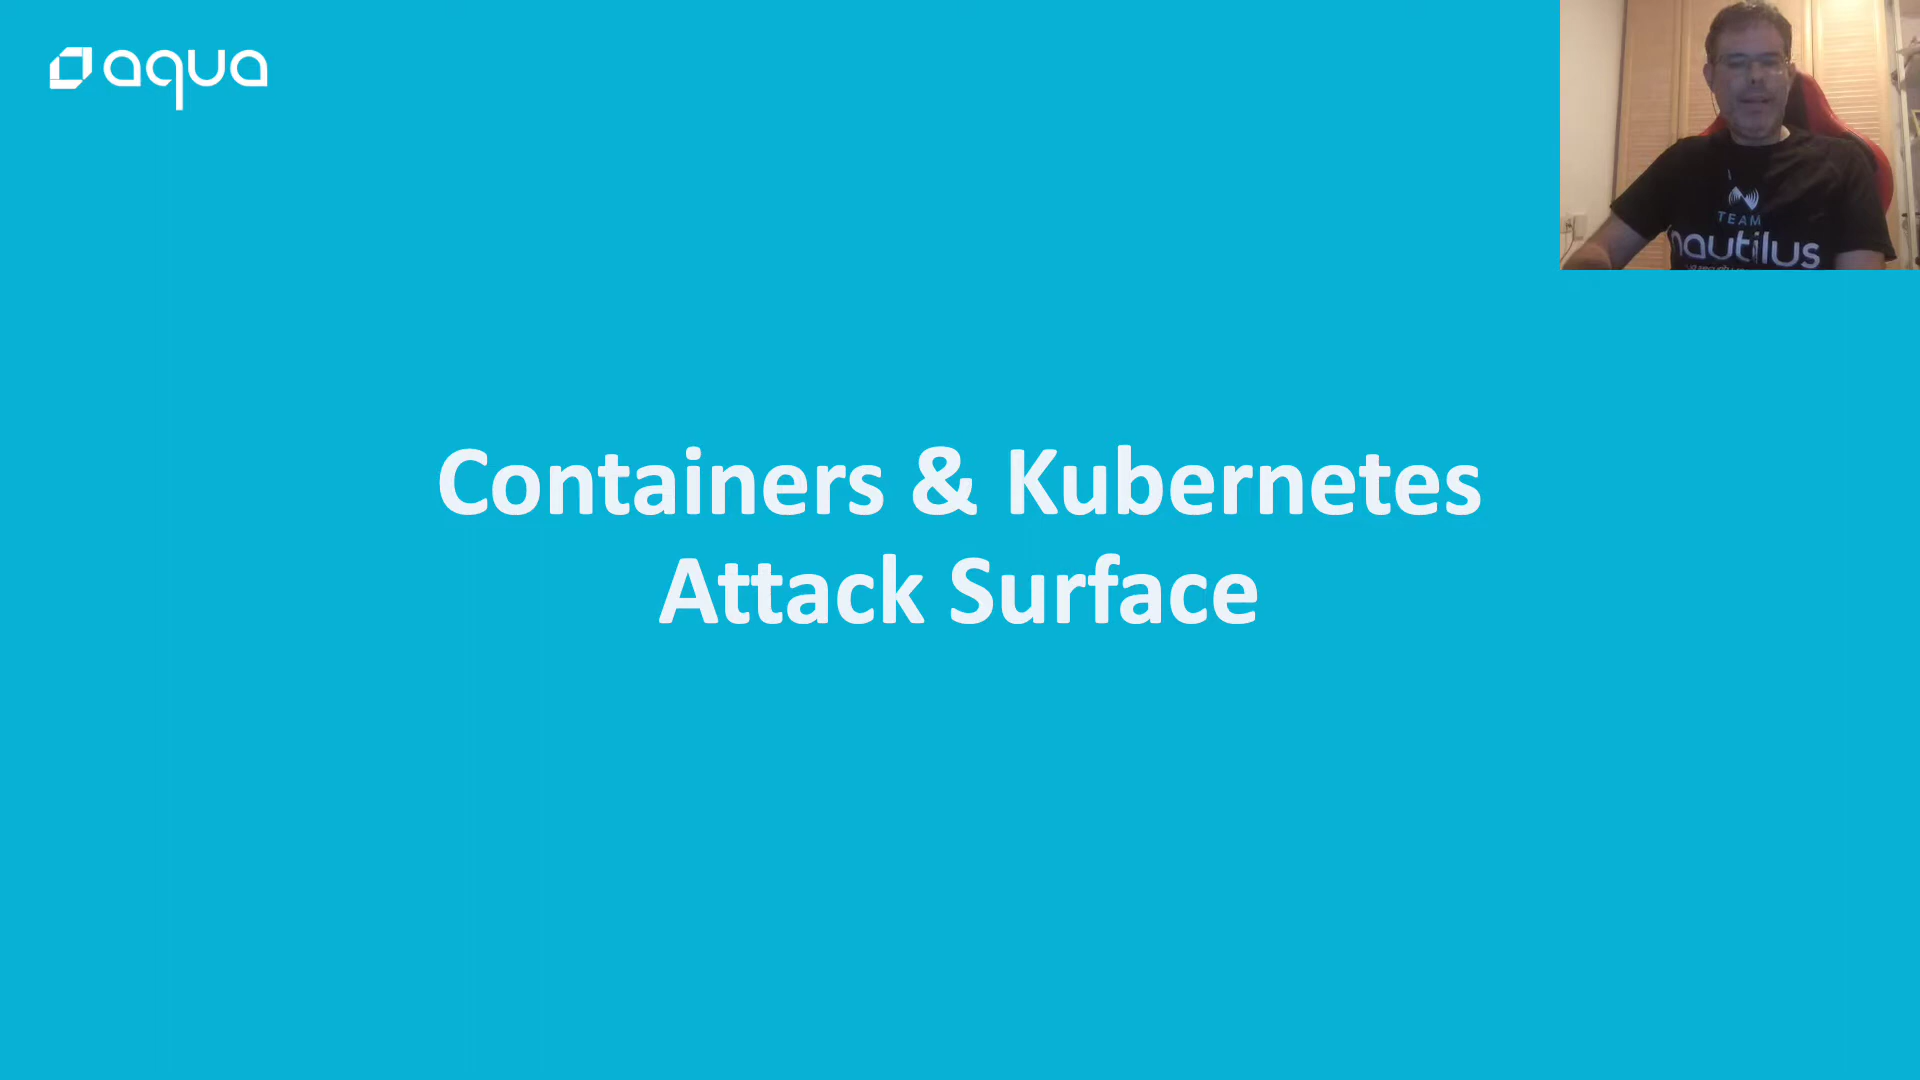 aqua
TEAM
nautilus
Containers & Kubernetes
Attack Surface